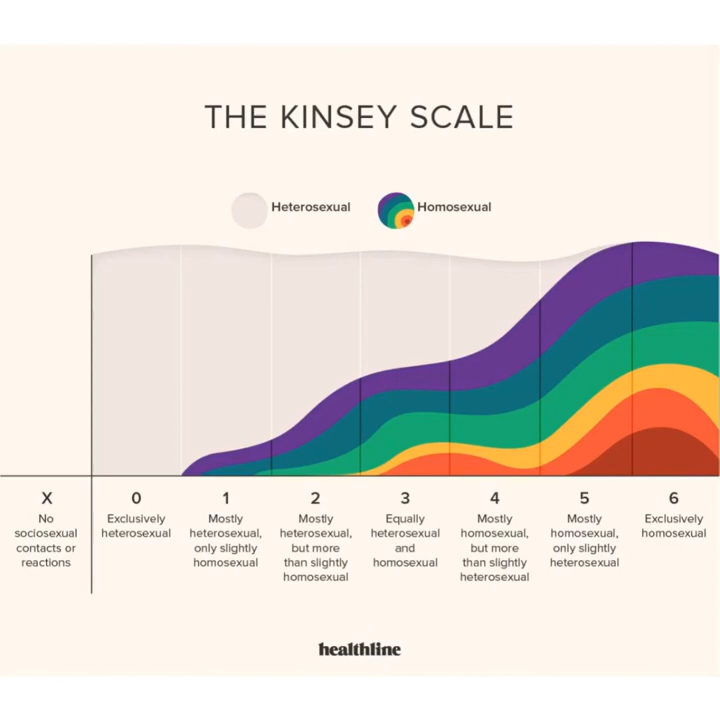 THE KINSEY SCALE
Heterosexual
Homosexual
X
No
sociosexual
contacts or
reactions
0
Exclusively
heterosexual
1
Mostly
heterosexual,
only slightly
homosexual
2
Mostly
heterosexual,
but more
than slightly
homosexual
3
Equally
heterosexual
and
homosexual
4
Mostly
homosexual,
but more
than slightly
heterosexual
5
Mostly
homosexual,
only slightly
heterosexual
6
Exclusively
homosexual
healthline